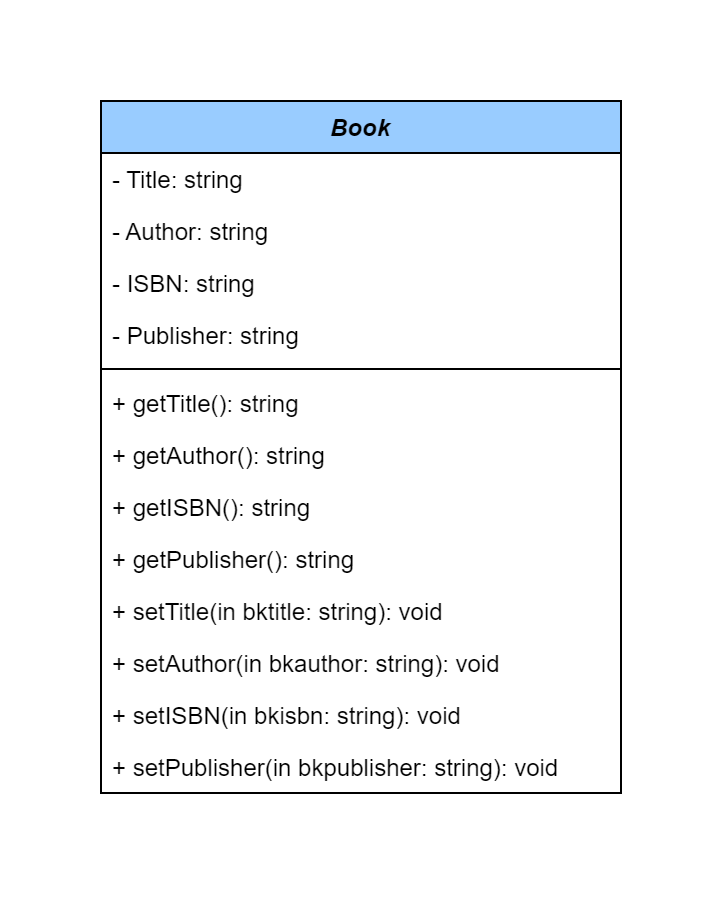 Book
- Title: string
- Author: string
- ISBN: string
- Publisher: string
+ getTitle(): string
+ getAuthor(): string
+ getISBN(): string
+ getPublisher(): string
+ setTitle(in bktitle: string): void
+ setAuthor(in bkauthor: string): void
+ setISBN(in bkisbn: string): void
+ setPublisher(in bkpublisher: string): void